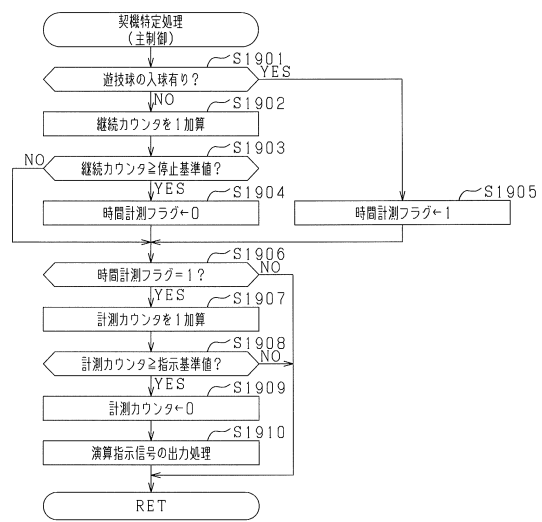 契機特定処理
(主制御)
S1901
遊技球の入球有り?
YES
NO
S1902
継続カウンタを1加算
S1903
NO
継続カウンタ≧停止基準値?
YES
S1904
時間計測フラグ←0
S1905
時間計測フラグ←1
S1906
時間計測フラグ=1?
NO
YES
S1907
計測カウンタを1加算
S1908
計測カウンタ≧指示基準値?
NO
YES
S1909
計測カウンタ←0
S1910
演算指示信号の出力処理
RET